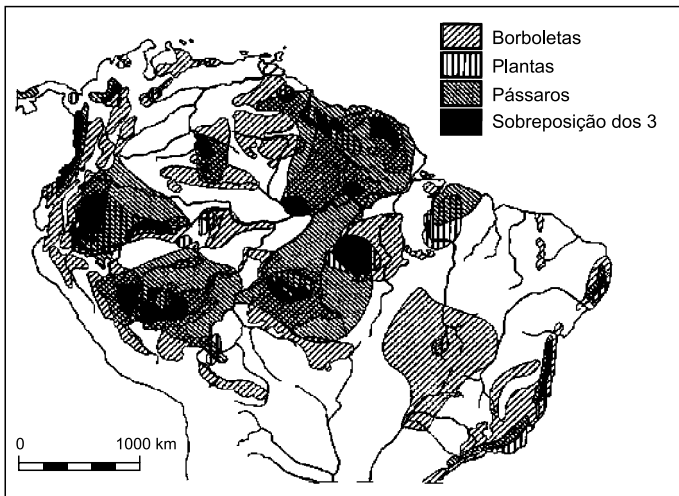 Borboletas
Plantas
Pássaros
Sobreposição dos 3
0 1000 km